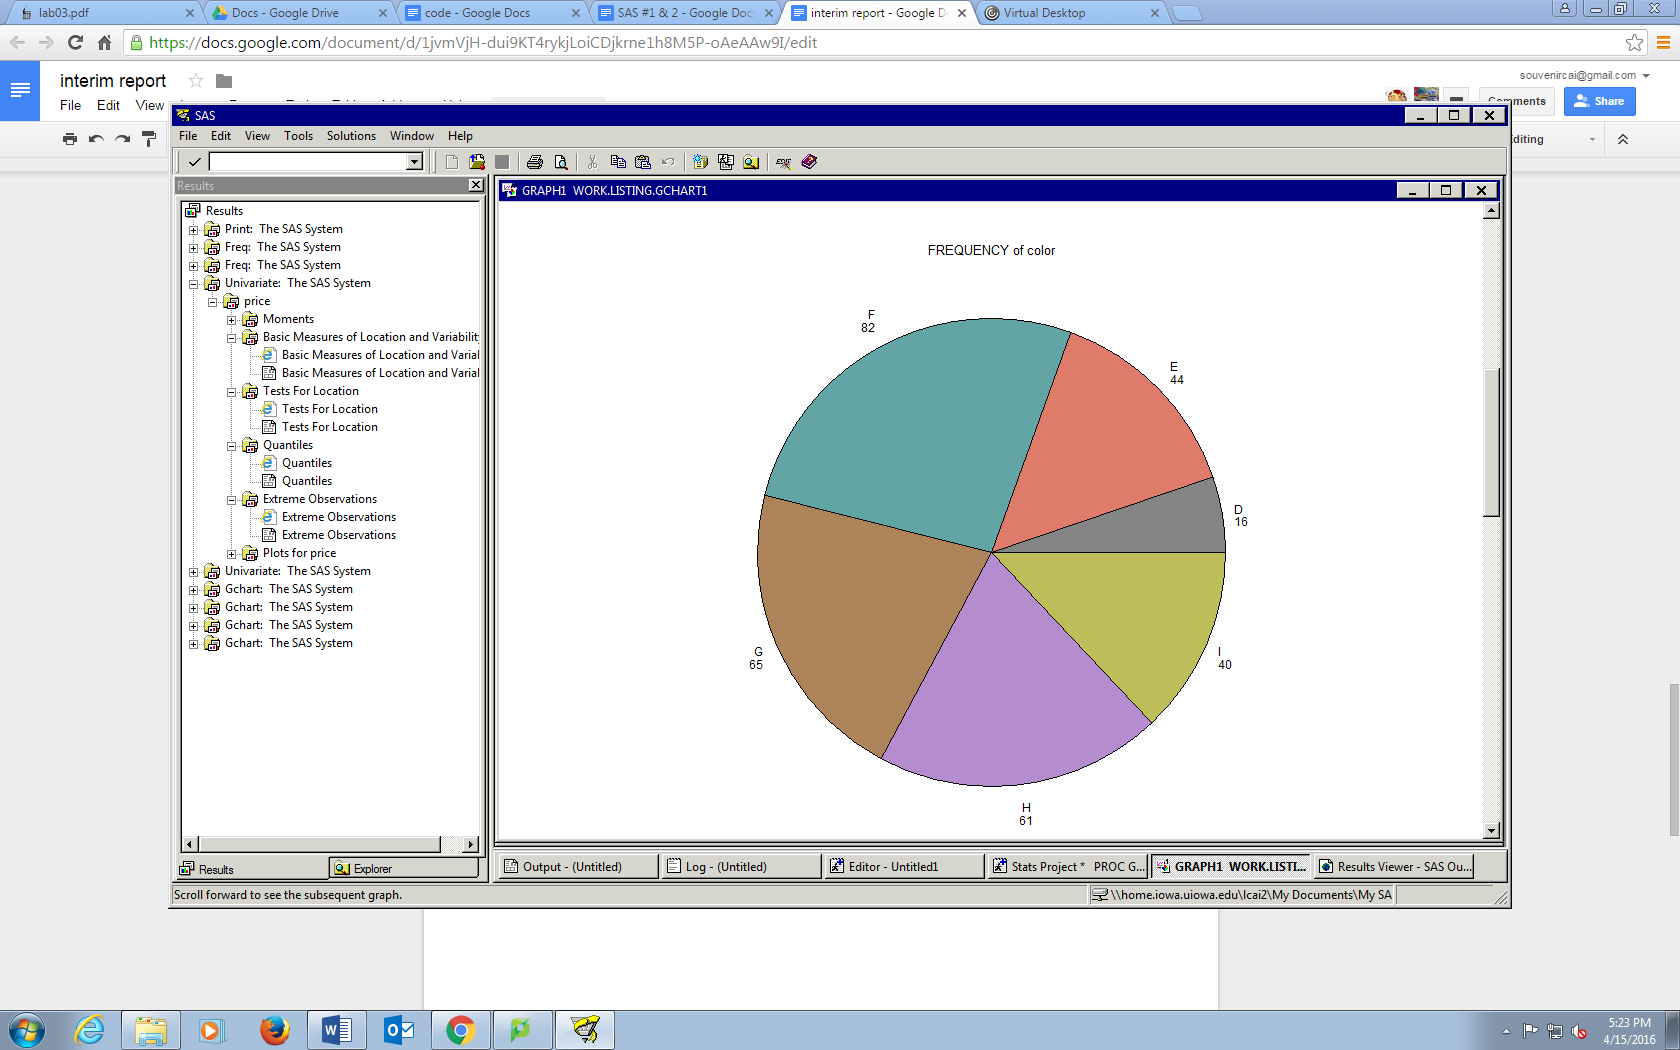 lab03.pdf
Docs - Google Drive
code - Google Docs
SAS #1 & 2 - Google Docs
interim report - Google D
Virtual Desktop
https://docs.google.com/document/d/1jvmVjH-dui9KT4rykjLoiCDjkrne1h8M5P-oAeAAw9I/edit
interim report
souvenircai@gmail.com
File Edit View
Comments
Share
SAS
File Edit View Tools Solutions Window Help
diting
Results
GRAPH1 WORK.LISTING.GCHART1
Results
Print: The SAS System
Freq: The SAS System
Freq: The SAS System
Univariate: The SAS System
price
Moments
Basic Measures of Location and Variability
Basic Measures of Location and Varial
Basic Measures of Location and Varial
Tests For Location
Tests For Location
Tests For Location
Quantiles
Quantiles
Quantiles
Extreme Observations
Extreme Observations
Extreme Observations
Plots for price
Univariate: The SAS System
Gchart: The SAS System
Gchart: The SAS System
Gchart: The SAS System
Gchart: The SAS System
FREQUENCY of color
F
82
E
44
D
16
G
65
I
40
H
61
Results
Explorer
Output - (Untitled)
Log - (Untitled)
Editor - Untitled1
Stats Project * PROC G...
GRAPH1 WORK.LISTI...
Results Viewer - SAS Ou...
Scroll forward to see the subsequent graph.
\\home.iowa.uiowa.edu\lcai2\My Documents\My SA
5:23 PM
4/15/2016